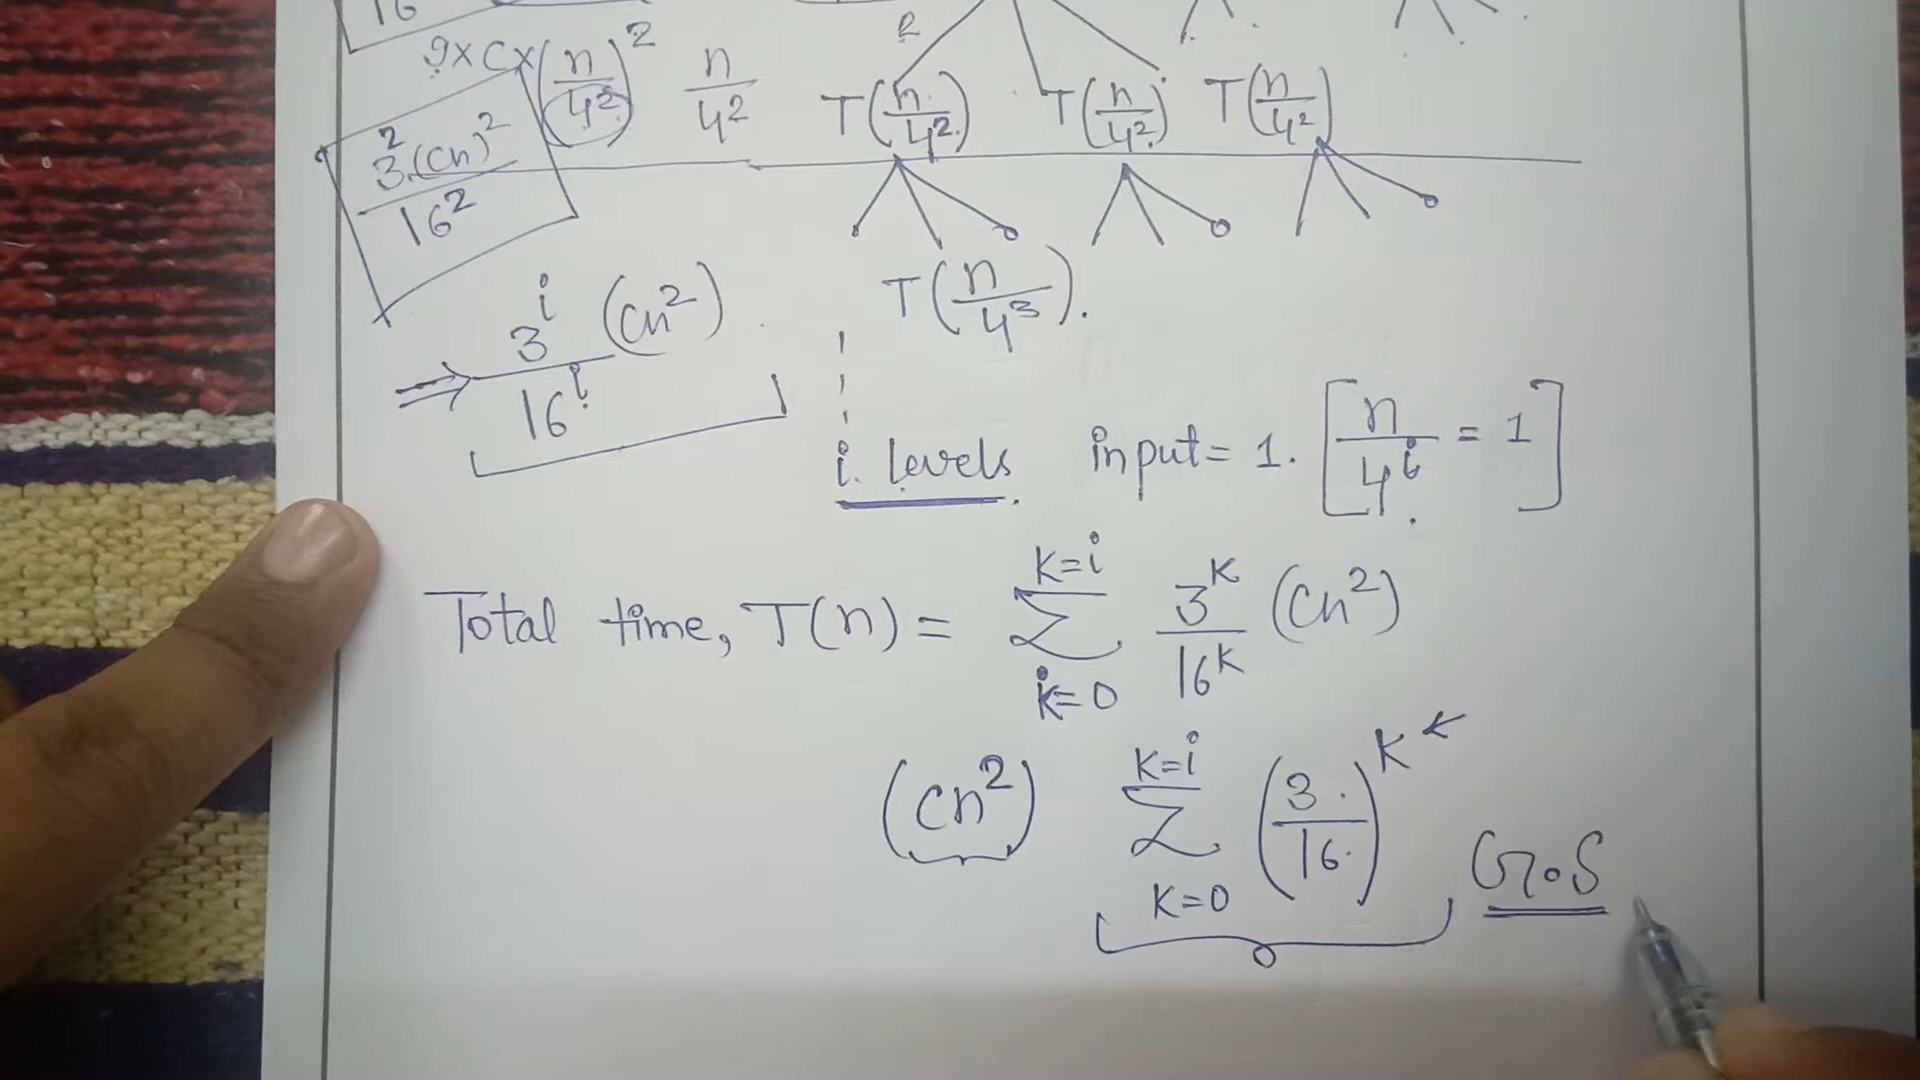 16
9×C×(n/4²)² n/4² T(n/4²) T(n/4²) T(n/4²)
3²·(cn)²/16²
T(n/4³).
⇒ 3^i/16^i (cn²)
i. levels. input = 1. [n/4^i = 1]
Total time, T(n) = Σ_{k=0}^{k=i} 3^k/16^k (cn²)
(cn²) Σ_{k=0}^{k=i} (3/16)^k ←
G.S